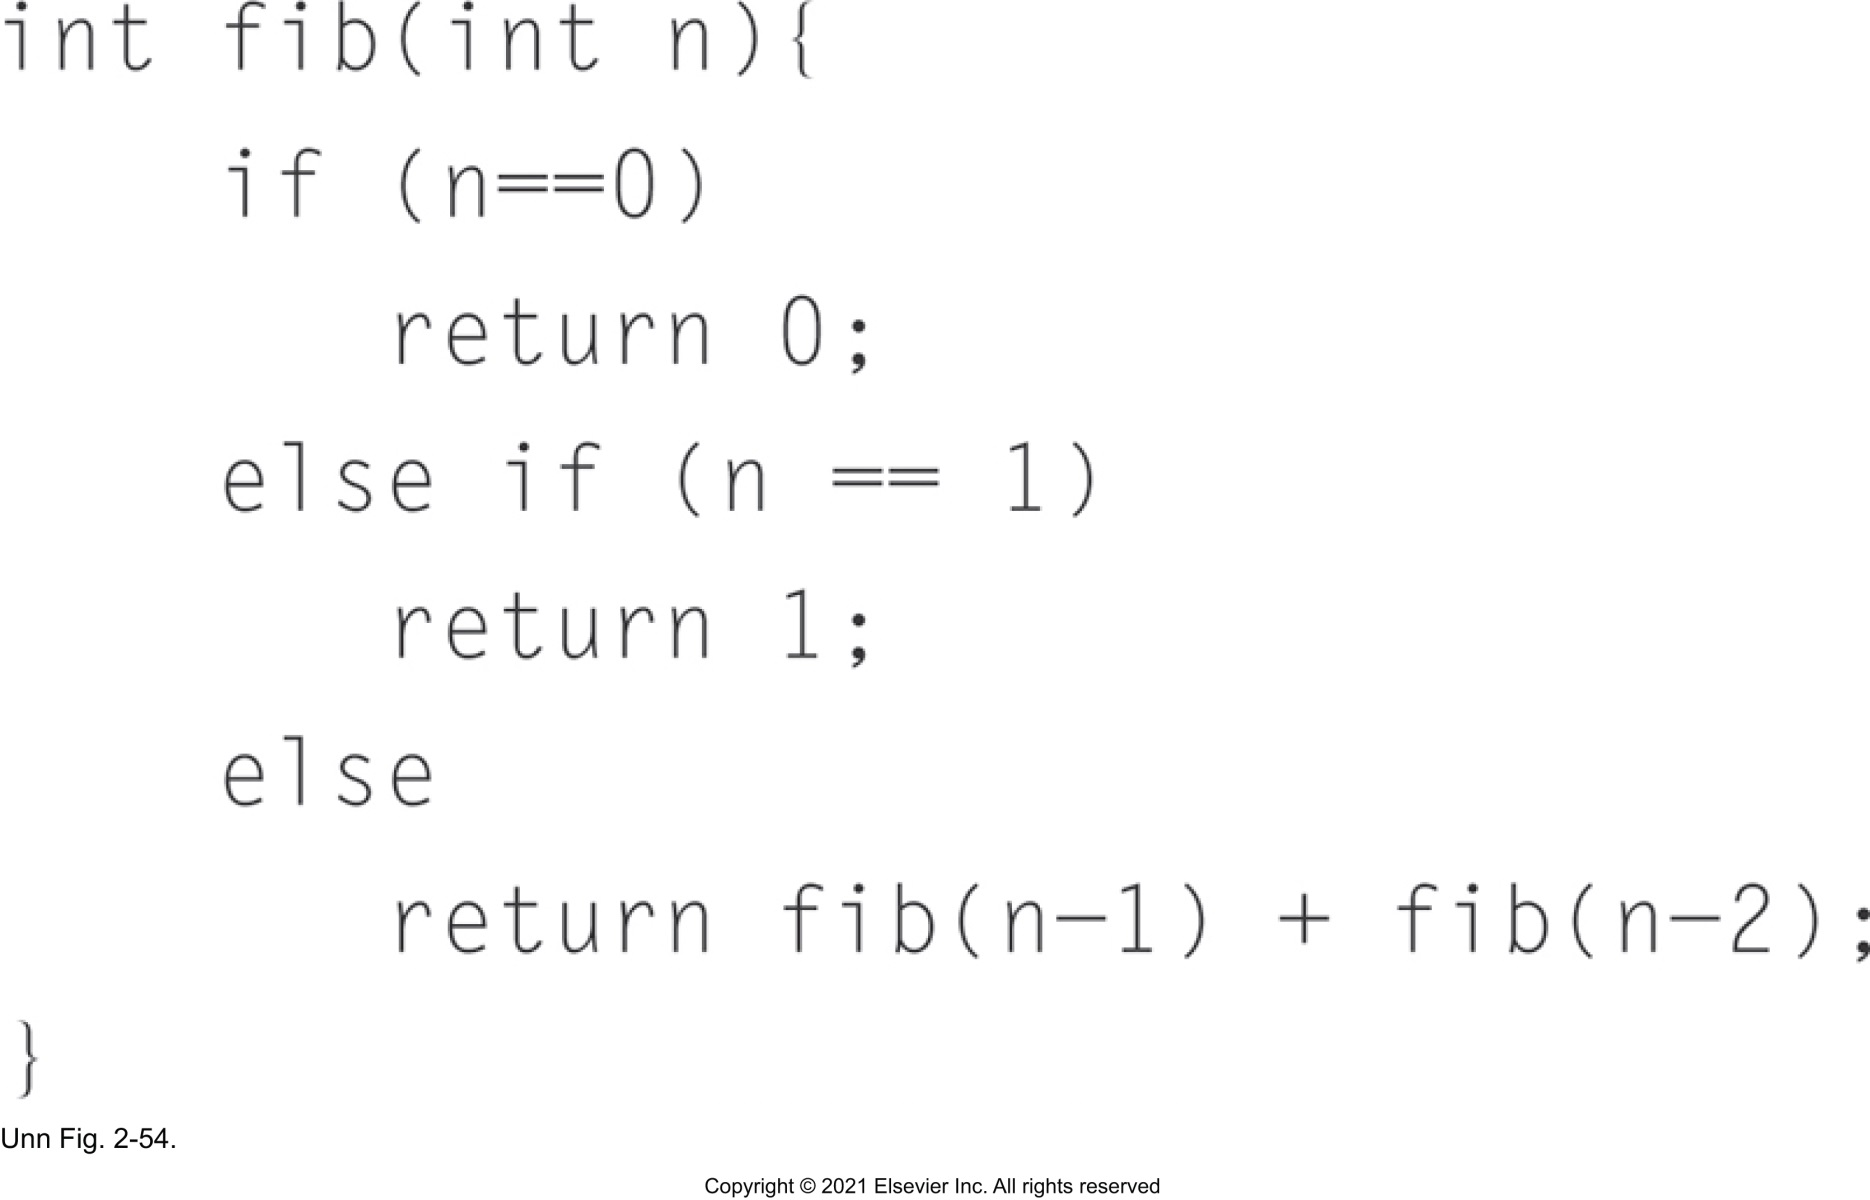 int fib(int n){
if (n==0)
return 0;
else if (n == 1)
return 1;
else
return fib(n−1) + fib(n−2);
}
Unn Fig. 2-54.
Copyright © 2021 Elsevier Inc. All rights reserved